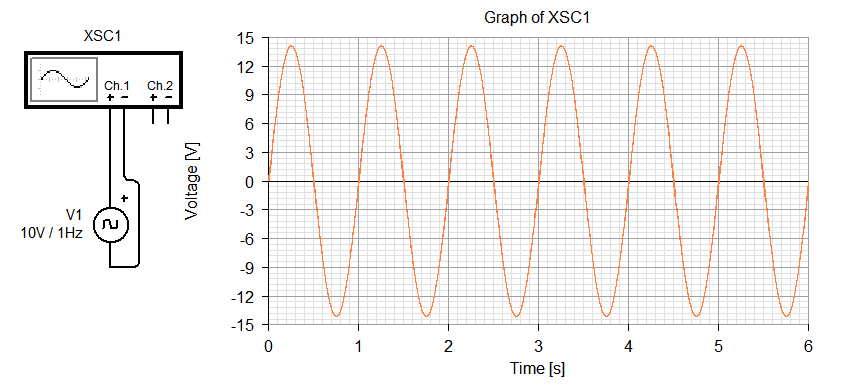 Graph of XSC1
XSC1
Ch.1 Ch.2
+ − + −
+
V1
10V / 1Hz
Voltage [V]
15
12
9
6
3
0
-3
-6
-9
-12
-15
0 1 2 3 4 5 6
Time [s]